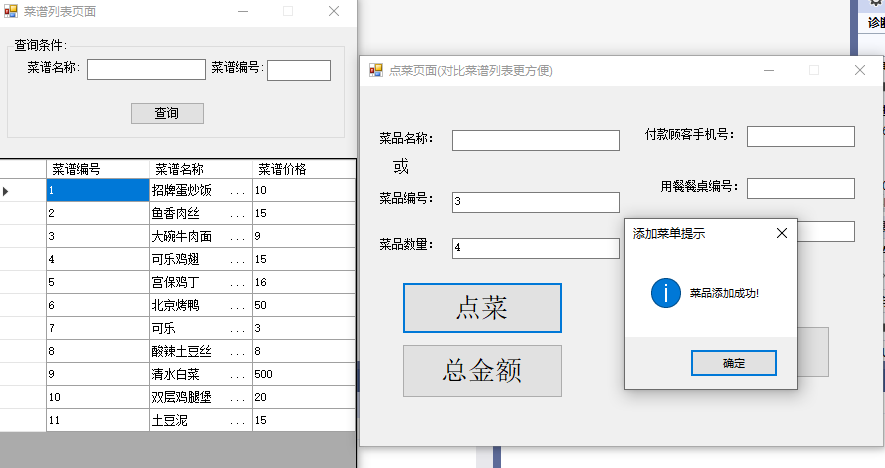 菜谱列表页面
查询条件:
菜谱名称: 菜谱编号:
查询
菜谱编号 菜谱名称 菜谱价格
1 招牌蛋炒饭 ... 10
2 鱼香肉丝 ... 15
3 大碗牛肉面 ... 9
4 可乐鸡翅 ... 15
5 宫保鸡丁 ... 16
6 北京烤鸭 ... 50
7 可乐 ... 3
8 酸辣土豆丝 ... 8
9 清水白菜 ... 500
10 双层鸡腿堡 ... 20
11 土豆泥 ... 15
点菜页面(对比菜谱列表更方便)
菜品名称:
或
菜品编号: 3
菜品数量: 4
点菜
总金额
付款顾客手机号:
用餐餐桌编号:
添加菜单提示
菜品添加成功!
确定